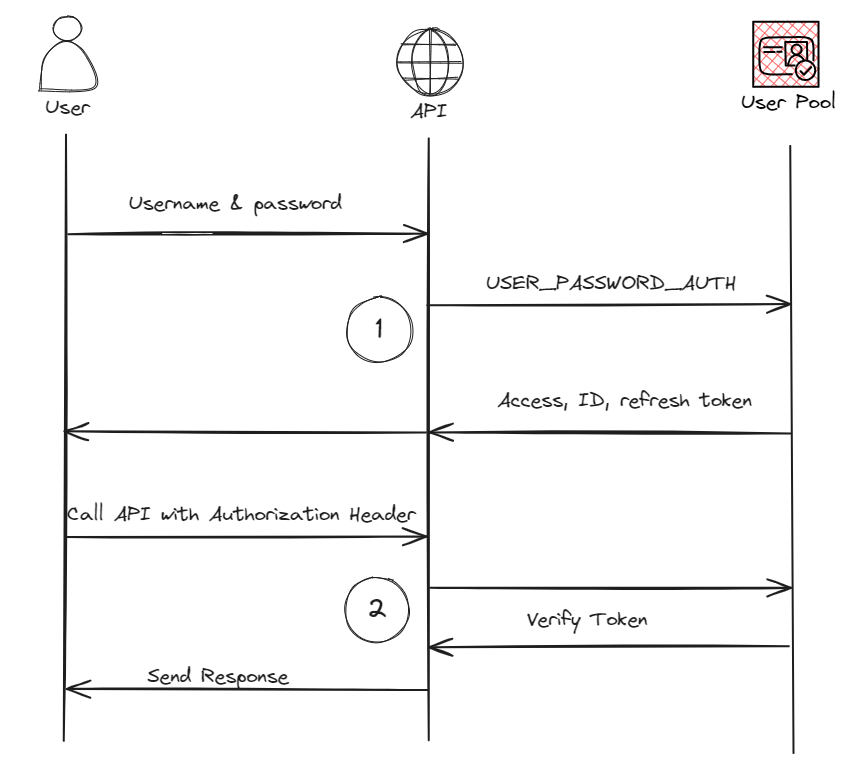 User
API
User Pool
Username & password
USER_PASSWORD_AUTH
1
Access, ID, refresh token
Call API with Authorization Header
2
Verify Token
Send Response